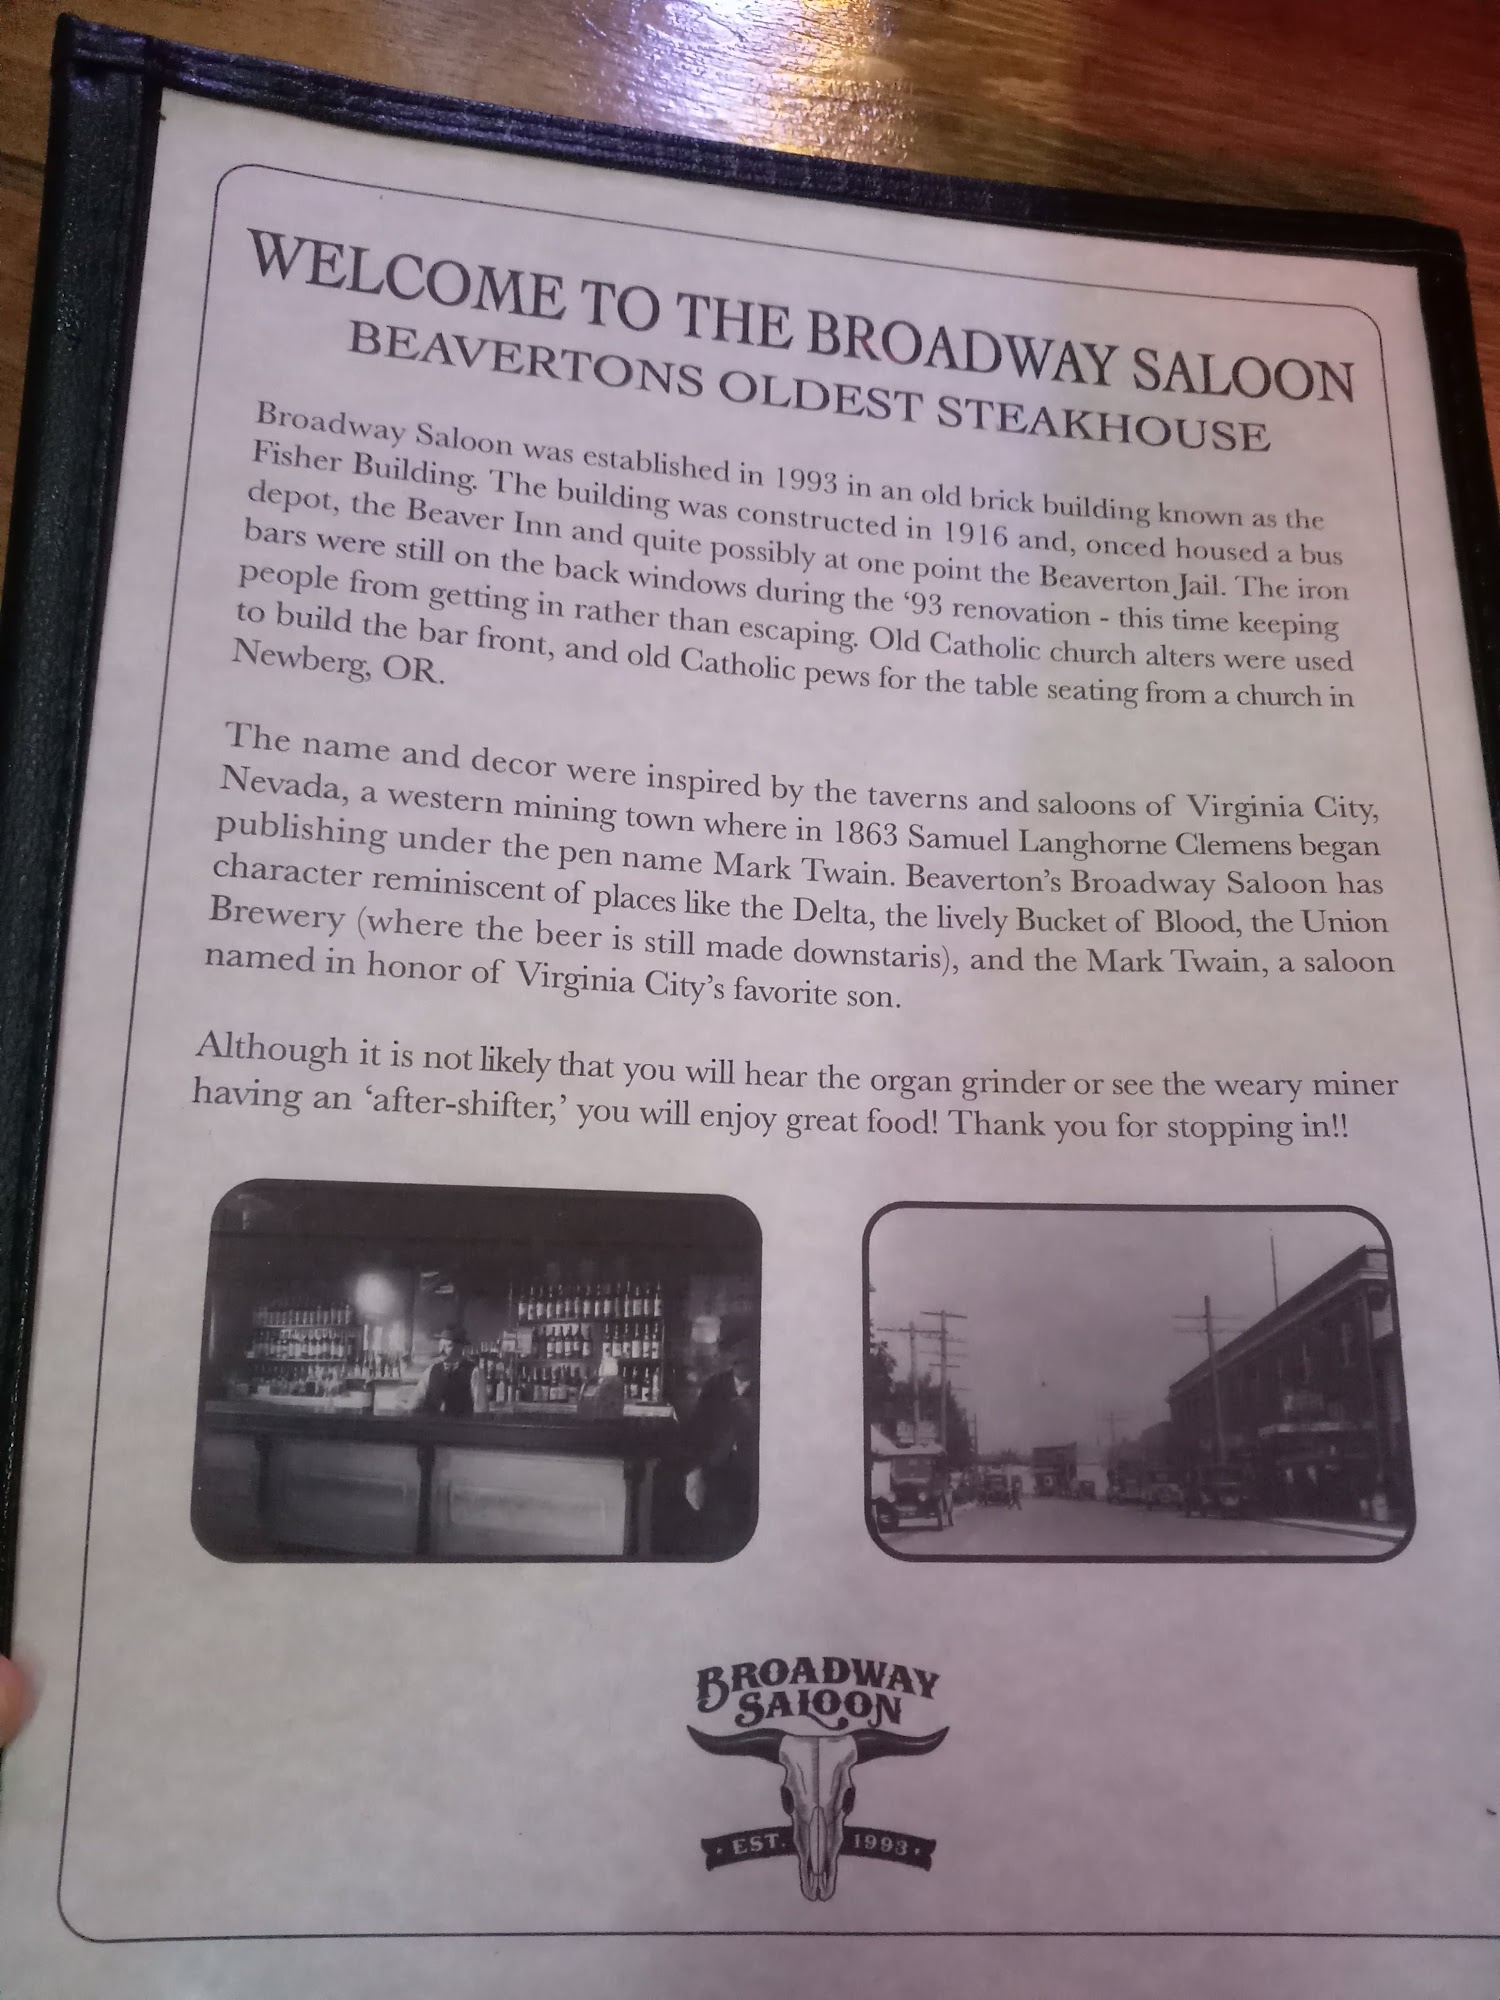 WELCOME TO THE BROADWAY SALOON
BEAVERTONS OLDEST STEAKHOUSE
Broadway Saloon was established in 1993 in an old brick building known as the
Fisher Building. The building was constructed in 1916 and, onced housed a bus
depot, the Beaver Inn and quite possibly at one point the Beaverton Jail. The iron
bars were still on the back windows during the ‘93 renovation - this time keeping
people from getting in rather than escaping. Old Catholic church alters were used
to build the bar front, and old Catholic pews for the table seating from a church in
Newberg, OR.
The name and decor were inspired by the taverns and saloons of Virginia City,
Nevada, a western mining town where in 1863 Samuel Langhorne Clemens began
publishing under the pen name Mark Twain. Beaverton’s Broadway Saloon has
character reminiscent of places like the Delta, the lively Bucket of Blood, the Union
Brewery (where the beer is still made downstaris), and the Mark Twain, a saloon
named in honor of Virginia City’s favorite son.
Although it is not likely that you will hear the organ grinder or see the weary miner
having an ‘after-shifter,’ you will enjoy great food! Thank you for stopping in!!
BROADWAY
SALOON
· EST. 1993 ·